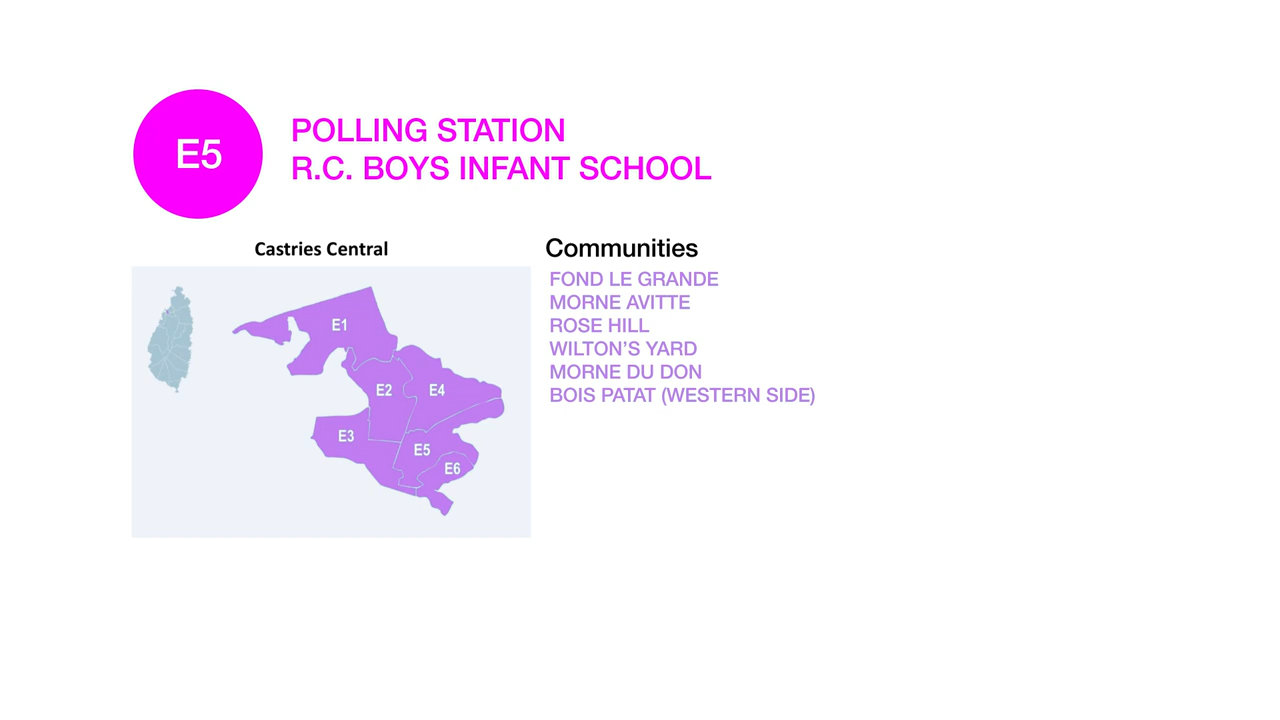 E5
POLLING STATION
R.C. BOYS INFANT SCHOOL
Castries Central
E1
E2
E4
E3
E5
E6
Communities
FOND LE GRANDE
MORNE AVITTE
ROSE HILL
WILTON’S YARD
MORNE DU DON
BOIS PATAT (WESTERN SIDE)